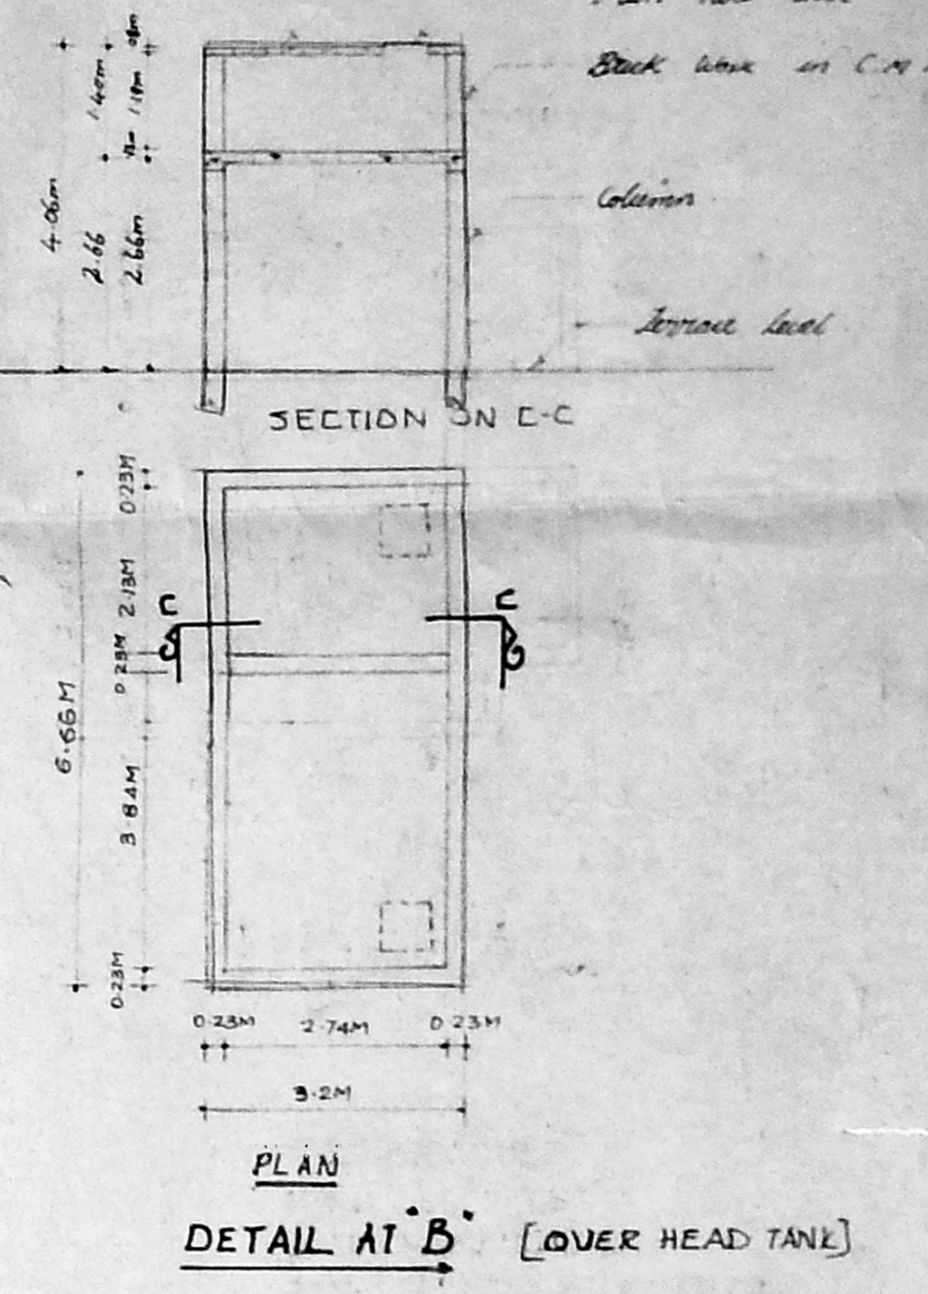 Brick Work in C.M.
Column
Terrace Level
4.06m
1.40m
2.66
1.18m
2.66m
SECTION ON C-C
0.23M
2.13M
0.23M
3.84M
0.23M
6.66M
C
C
0.23M
2.74M
0.23M
3.2M
PLAN
DETAIL AT "B" [OVER HEAD TANK]